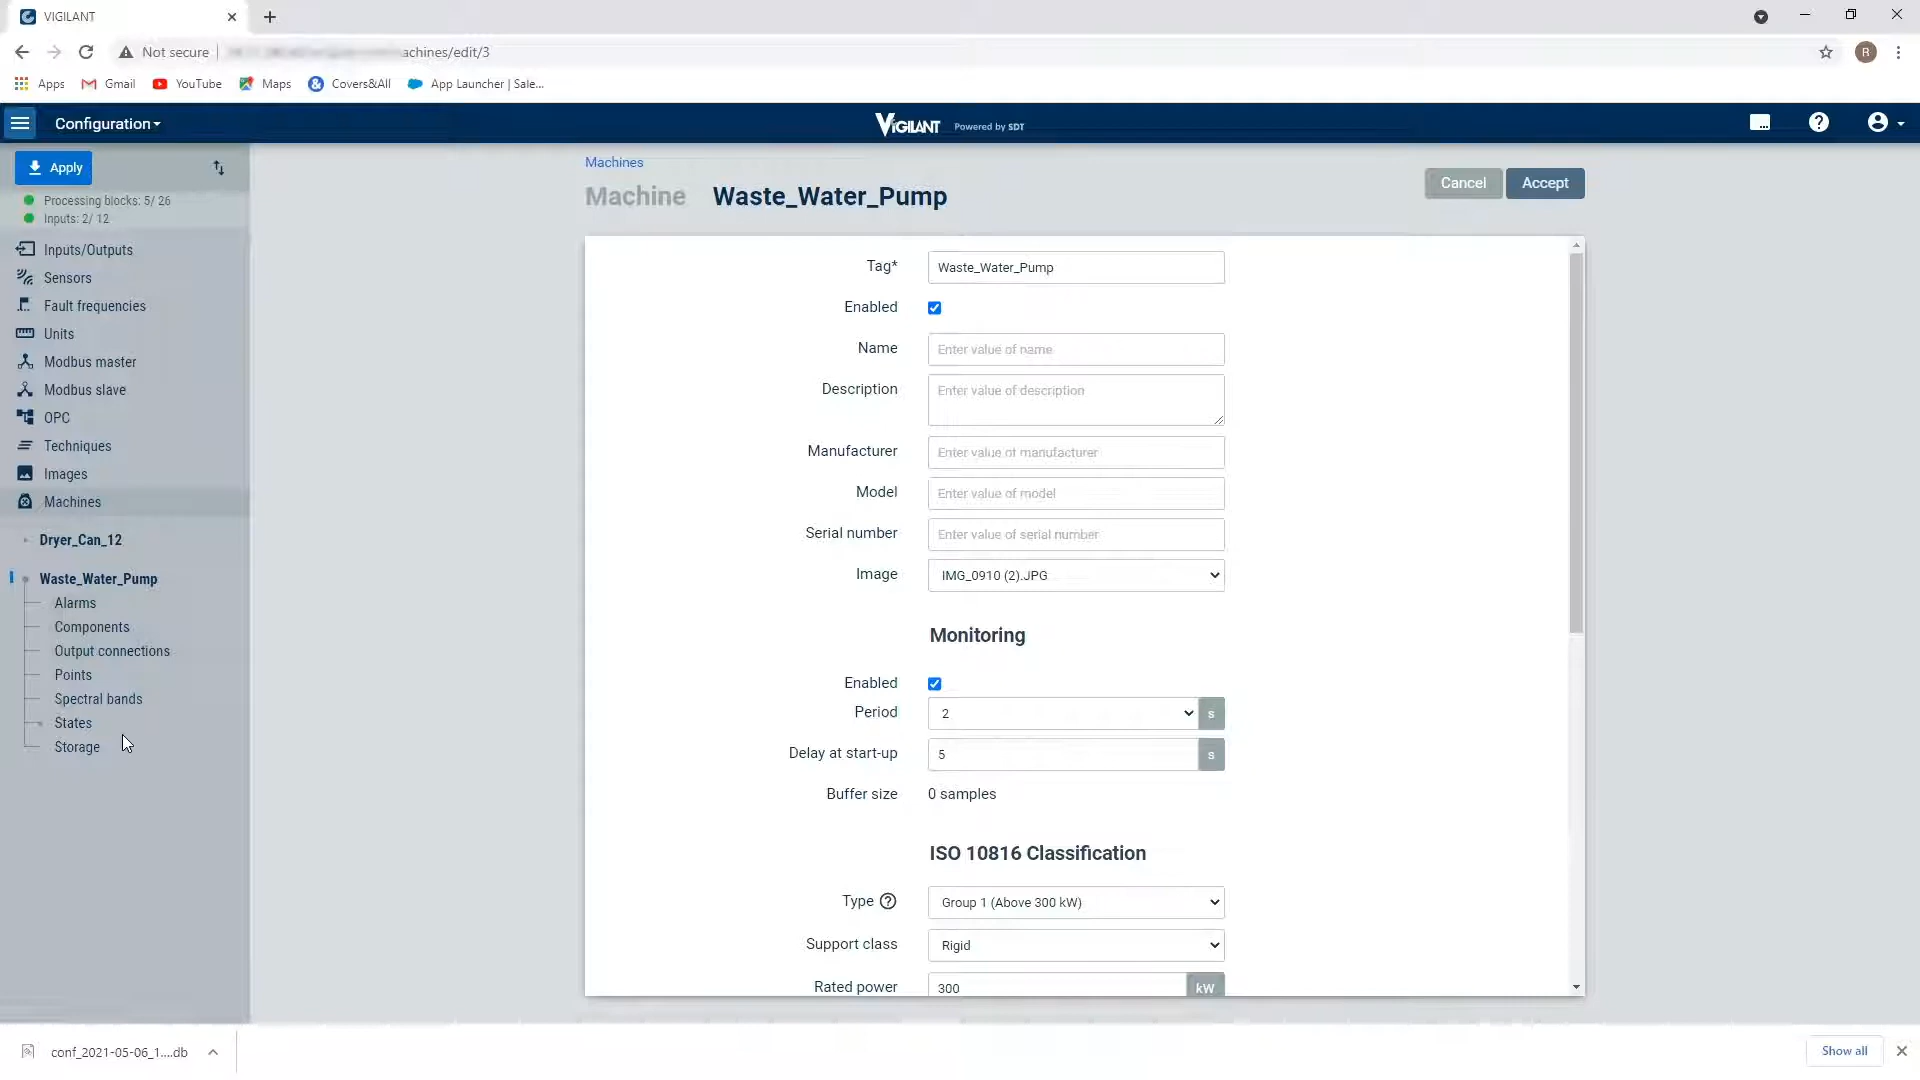 VIGILANT
Not secure
achines/edit/3
R
Apps
Gmail
YouTube
Maps
Covers&All
App Launcher | Sale...
Configuration
VIGILANT Powered by SDT
Apply
Processing blocks: 5/ 26
Inputs: 2/ 12
Inputs/Outputs
Sensors
Fault frequencies
Units
Modbus master
Modbus slave
OPC
Techniques
Images
Machines
Dryer_Can_12
Waste_Water_Pump
Alarms
Components
Output connections
Points
Spectral bands
States
Storage
Machines
Machine Waste_Water_Pump
Cancel Accept
Tag* Waste_Water_Pump
Enabled
Name Enter value of name
Description Enter value of description
Manufacturer Enter value of manufacturer
Model Enter value of model
Serial number Enter value of serial number
Image IMG_0910 (2).JPG
Monitoring
Enabled
Period 2 s
Delay at start-up 5 s
Buffer size 0 samples
ISO 10816 Classification
Type ? Group 1 (Above 300 kW)
Support class Rigid
Rated power 300 kW
conf_2021-05-06_1....db
Show all